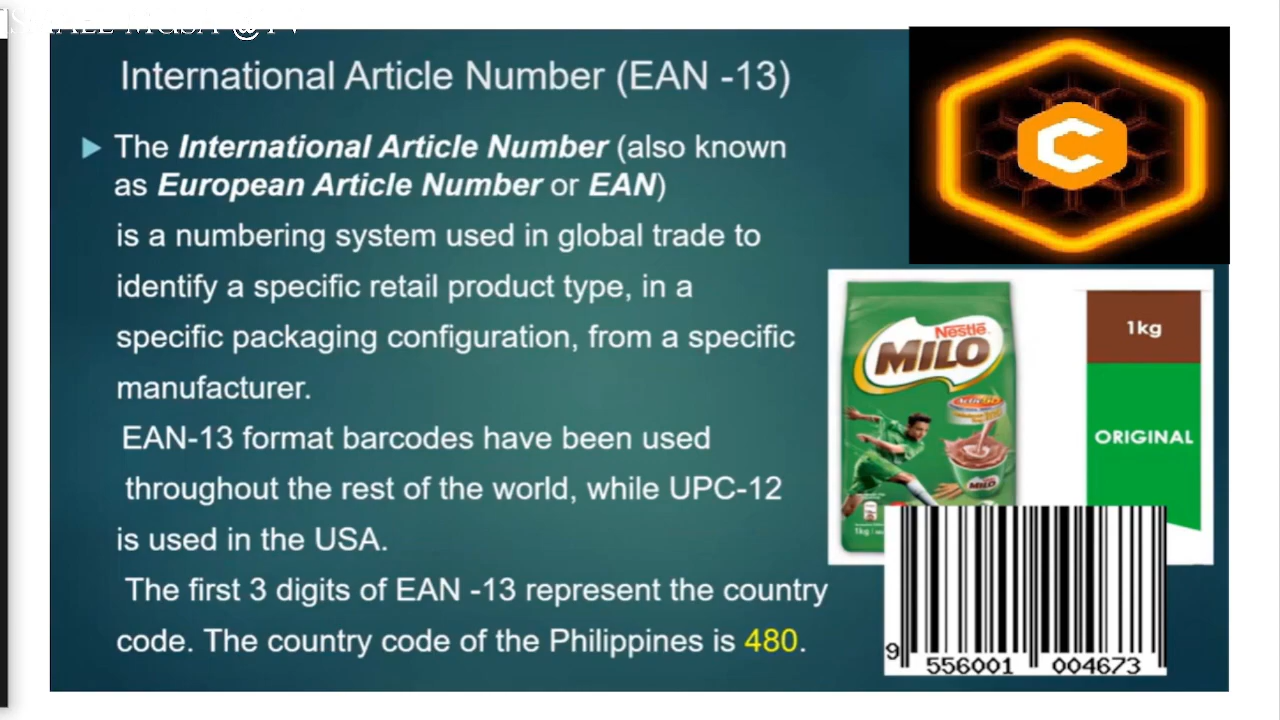 International Article Number (EAN -13)
The International Article Number (also known
as European Article Number or EAN)
is a numbering system used in global trade to
identify a specific retail product type, in a
specific packaging configuration, from a specific
manufacturer.
EAN-13 format barcodes have been used
throughout the rest of the world, while UPC-12
is used in the USA.
The first 3 digits of EAN -13 represent the country
code. The country code of the Philippines is 480.
C
Nestlé
MILO
MILO
1kg
1kg
ORIGINAL
9 556001 004673